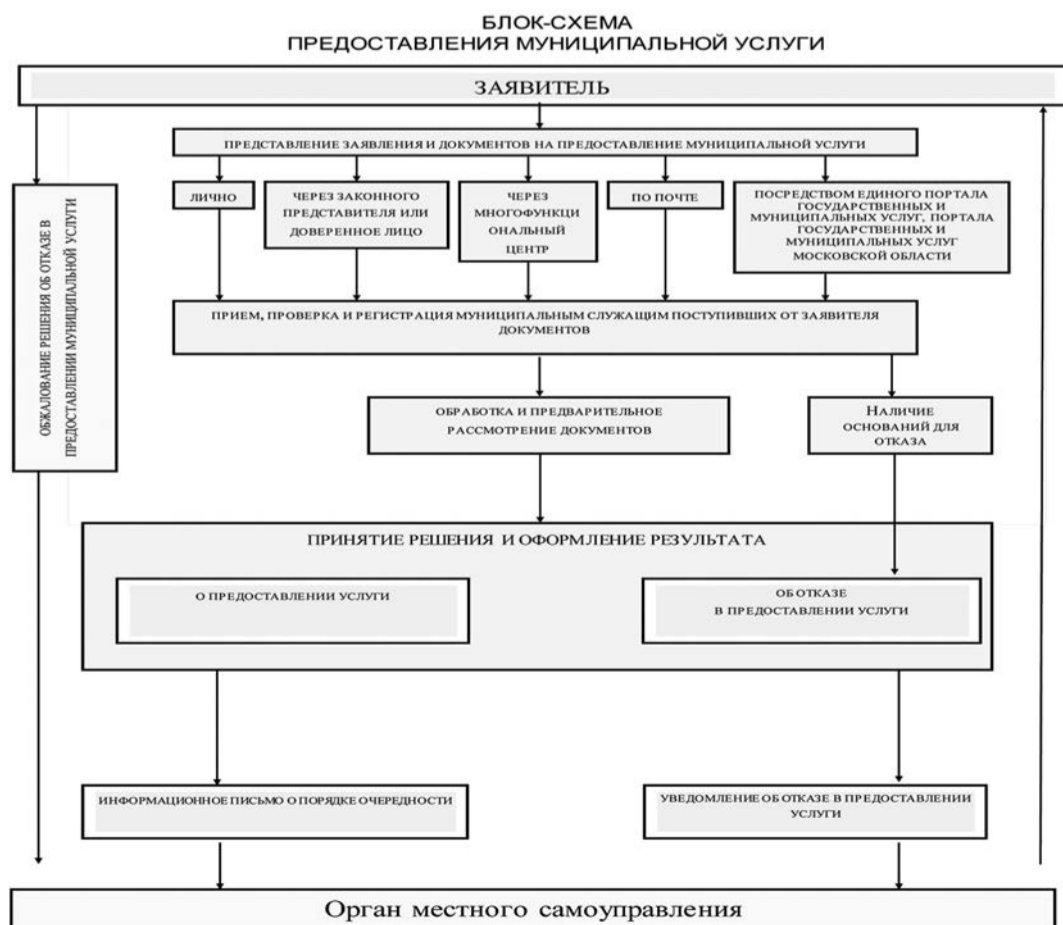 БЛОК-СХЕМА
ПРЕДОСТАВЛЕНИЯ МУНИЦИПАЛЬНОЙ УСЛУГИ
ЗАЯВИТЕЛЬ
ПРЕДСТАВЛЕНИЕ ЗАЯВЛЕНИЯ И ДОКУМЕНТОВ НА ПРЕДОСТАВЛЕНИЕ МУНИЦИПАЛЬНОЙ УСЛУГИ
ЛИЧНО
ЧЕРЕЗ ЗАКОННОГО
ПРЕДСТАВИТЕЛЯ ИЛИ
ДОВЕРЕННОЕ ЛИЦО
ЧЕРЕЗ
МНОГОФУНКЦИ
ОНАЛЬНЫЙ
ЦЕНТР
ПО ПОЧТЕ
ПОСРЕДСТВОМ ЕДИНОГО ПОРТАЛА
ГОСУДАРСТВЕННЫХ И
МУНИЦИПАЛЬНЫХ УСЛУГ, ПОРТАЛА
ГОСУДАРСТВЕННЫХ И
МУНИЦИПАЛЬНЫХ УСЛУГ
МОСКОВСКОЙ ОБЛАСТИ
ОБЖАЛОВАНИЕ РЕШЕНИЯ ОБ ОТКАЗЕ В
ПРЕДОСТАВЛЕНИИ МУНИЦИПАЛЬНОЙ УСЛУГИ
ПРИЕМ, ПРОВЕРКА И РЕГИСТРАЦИЯ МУНИЦИПАЛЬНЫМ СЛУЖАЩИМ ПОСТУПИВШИХ ОТ ЗАЯВИТЕЛЯ
ДОКУМЕНТОВ
ОБРАБОТКА И ПРЕДВАРИТЕЛЬНОЕ
РАССМОТРЕНИЕ ДОКУМЕНТОВ
НАЛИЧИЕ
ОСНОВАНИЙ ДЛЯ
ОТКАЗА
ПРИНЯТИЕ РЕШЕНИЯ И ОФОРМЛЕНИЕ РЕЗУЛЬТАТА
О ПРЕДОСТАВЛЕНИИ УСЛУГИ
ОБ ОТКАЗЕ
В ПРЕДОСТАВЛЕНИИ УСЛУГИ
ИНФОРМАЦИОННОЕ ПИСЬМО О ПОРЯДКЕ ОЧЕРЕДНОСТИ
УВЕДОМЛЕНИЕ ОБ ОТКАЗЕ В ПРЕДОСТАВЛЕНИИ
УСЛУГИ
Орган местного самоуправления